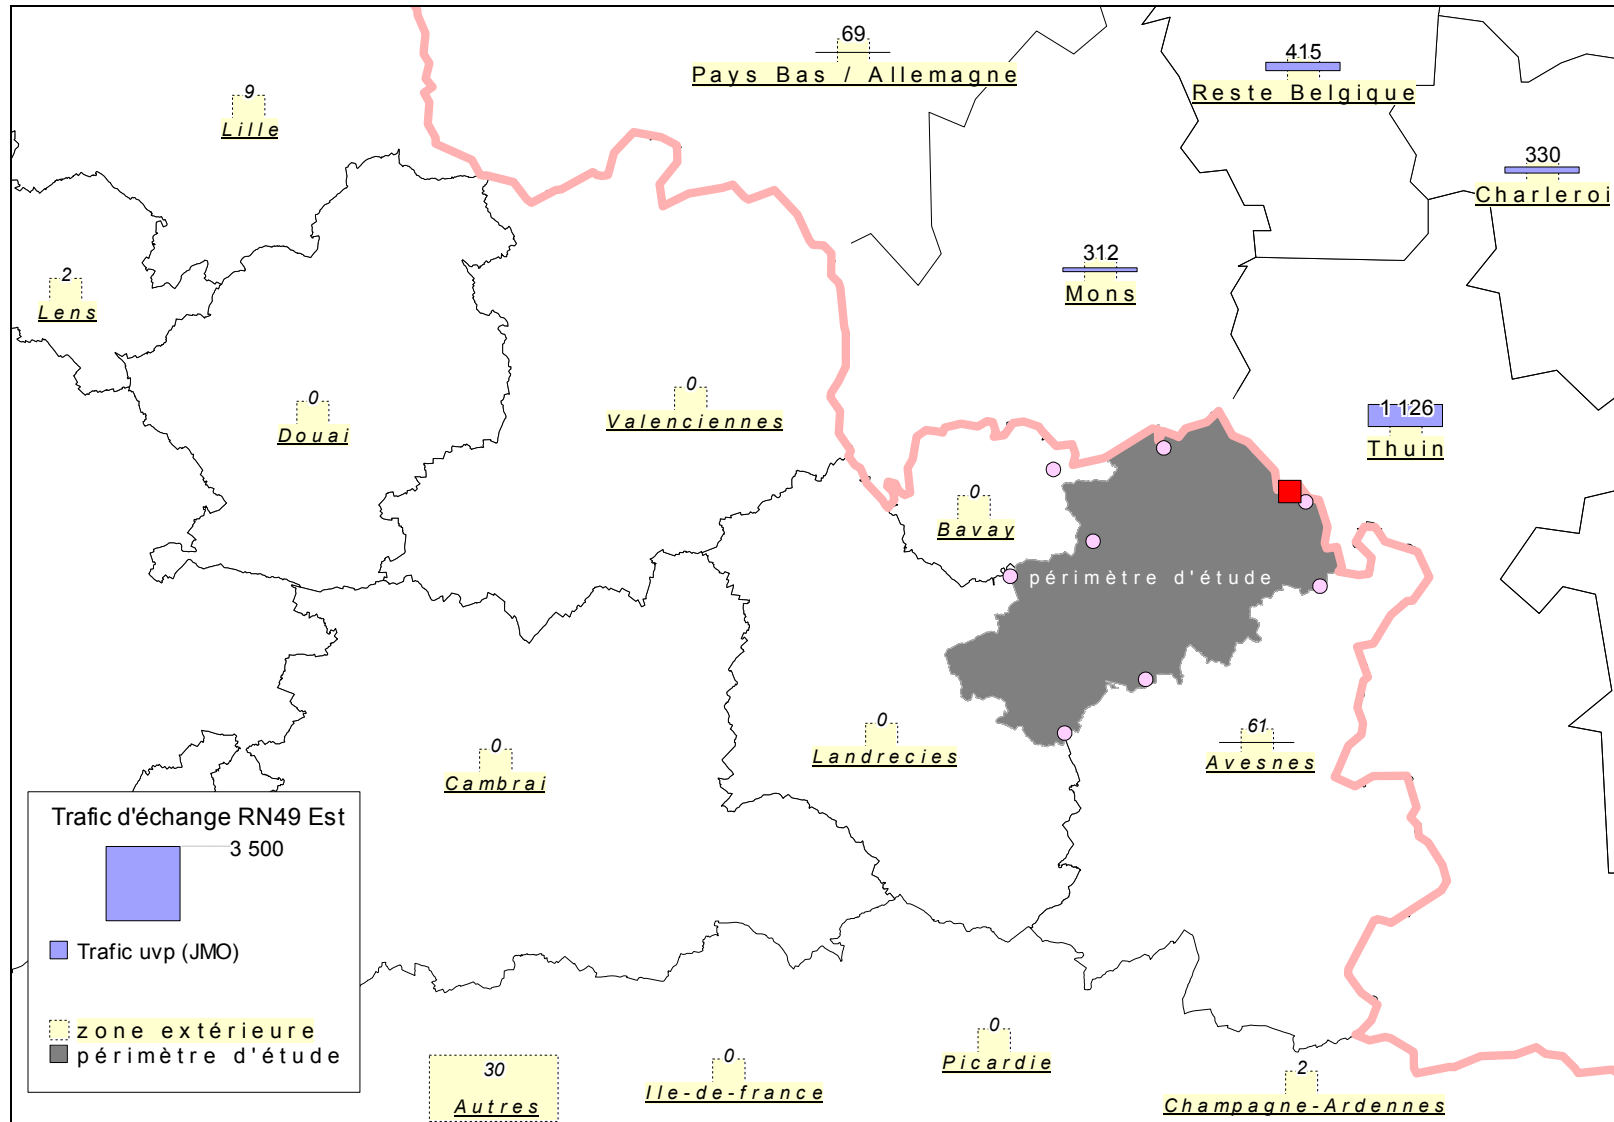 69
Pays Bas / Allemagne
415
Reste Belgique
9
Lille
330
Charleroi
312
Mons
2
Lens
0
Douai
0
Valenciennes
1 126
Thuin
0
Bavay
périmètre d'étude
0
Cambrai
0
Landrecies
61
Avesnes
Trafic d'échange RN49 Est
3 500
Trafic uvp (JMO)
zone extérieure
périmètre d'étude
30
Autres
0
Ile-de-france
0
Picardie
2
Champagne-Ardennes